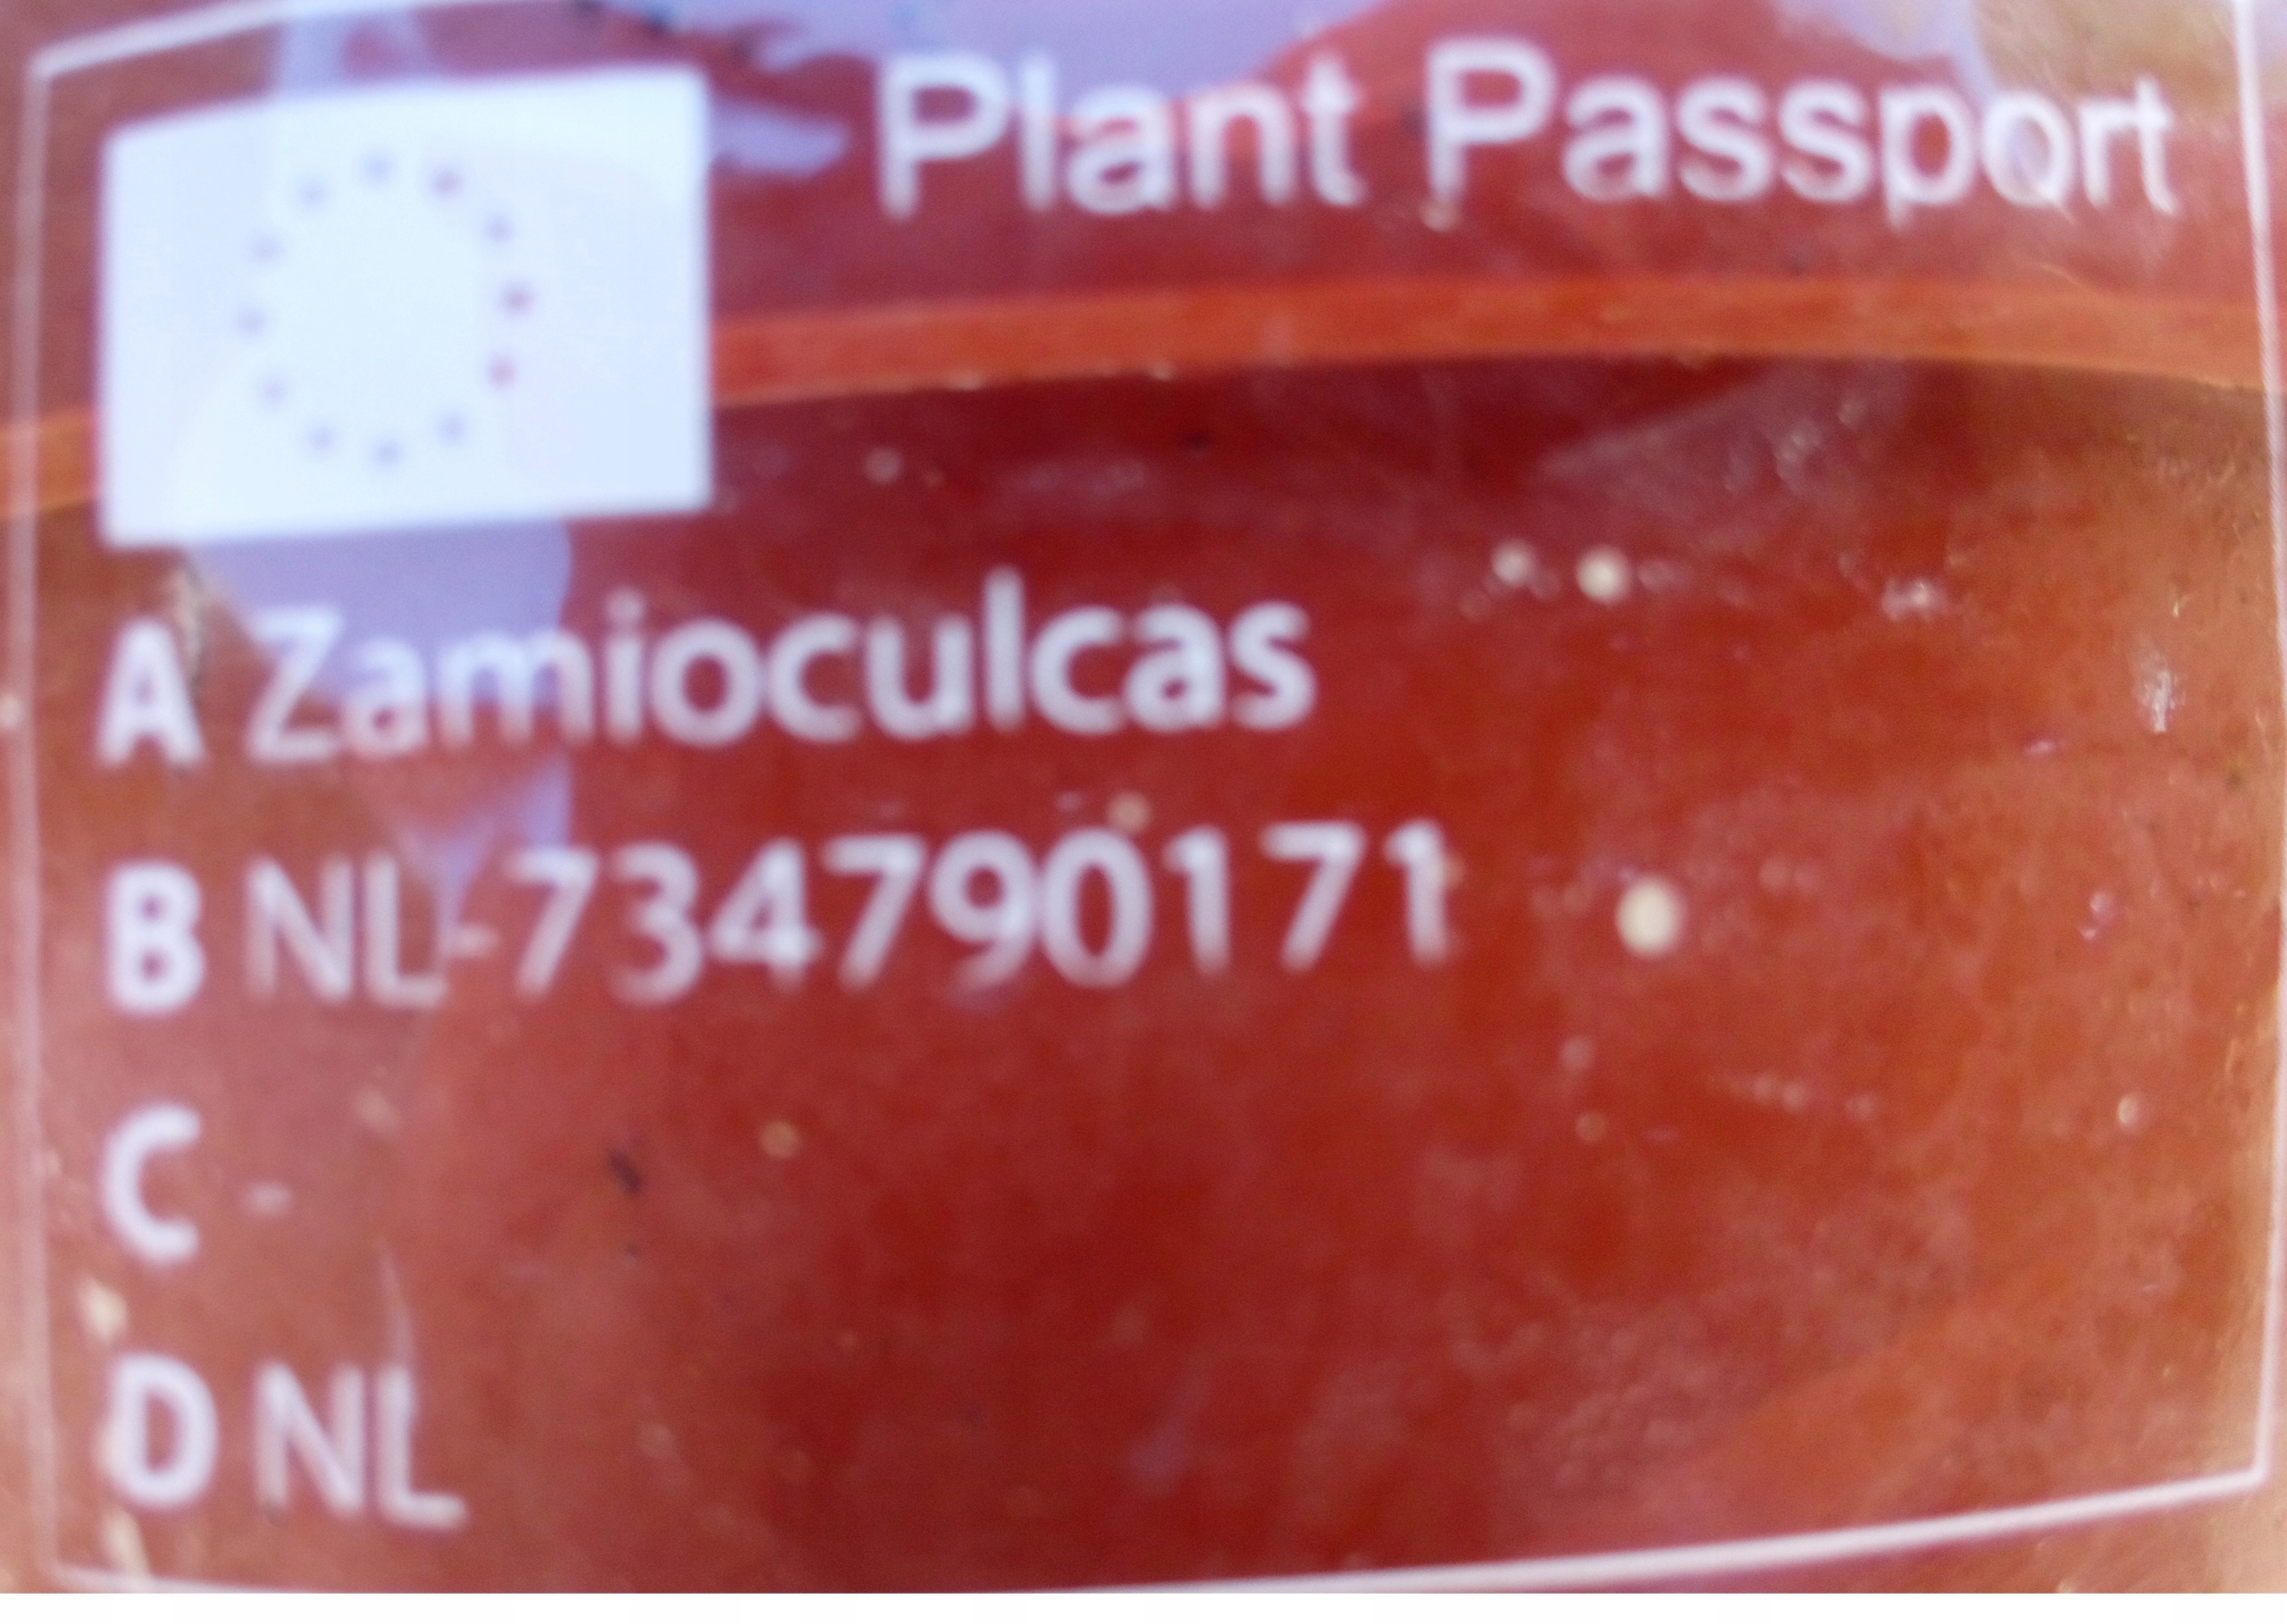 Plant Passport
A Zamioculcas
B NL-734790171
C -
D NL